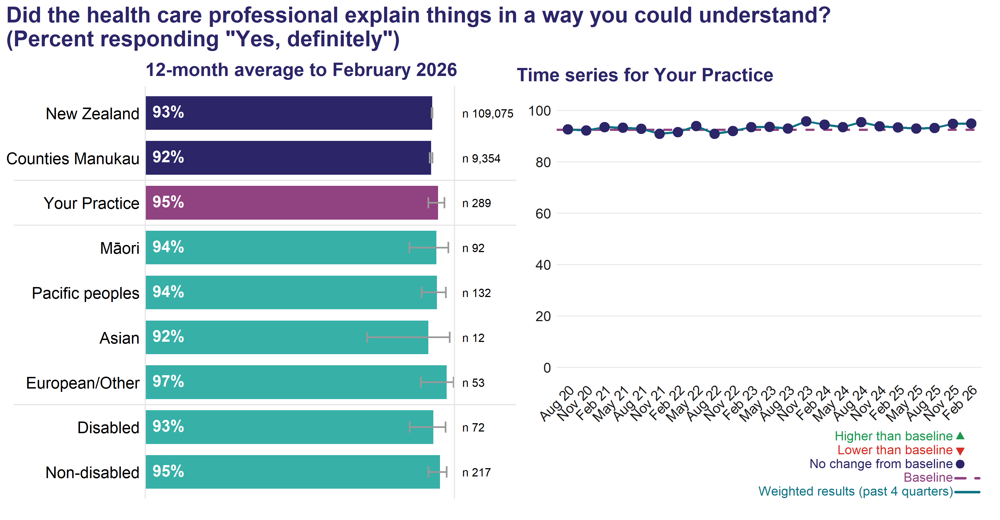 Did the health care professional explain things in a way you could understand?
(Percent responding "Yes, definitely")
12-month average to February 2026
New Zealand 93% n 109,075
Counties Manukau 92% n 9,354
Your Practice 95% n 289
Māori 94% n 92
Pacific peoples 94% n 132
Asian 92% n 12
European/Other 97% n 53
Disabled 93% n 72
Non-disabled 95% n 217
Time series for Your Practice
100
80
60
40
20
0
Aug 20 Nov 20 Feb 21 May 21 Aug 21 Nov 21 Feb 22 May 22 Aug 22 Nov 22 Feb 23 May 23 Aug 23 Nov 23 Feb 24 May 24 Aug 24 Nov 24 Feb 25 May 25 Aug 25 Nov 25 Feb 26
Higher than baseline
Lower than baseline
No change from baseline
Baseline
Weighted results (past 4 quarters)